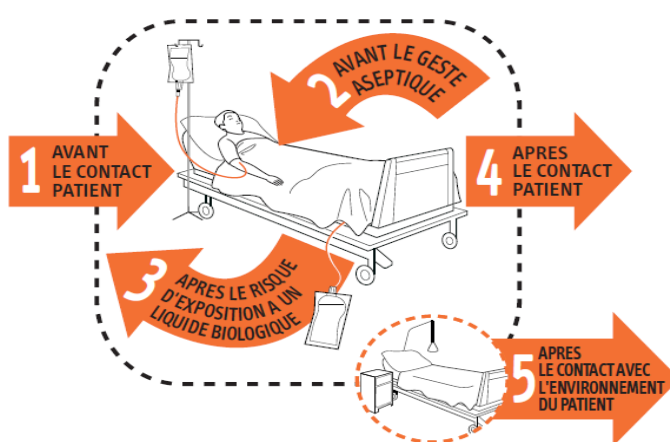 1 AVANT
LE CONTACT
PATIENT
2 AVANT LE GESTE
ASEPTIQUE
3 APRES LE RISQUE
D'EXPOSITION A UN
LIQUIDE BIOLOGIQUE
4 APRES
LE CONTACT
PATIENT
5 APRES
LE CONTACT AVEC
L'ENVIRONNEMENT
DU PATIENT